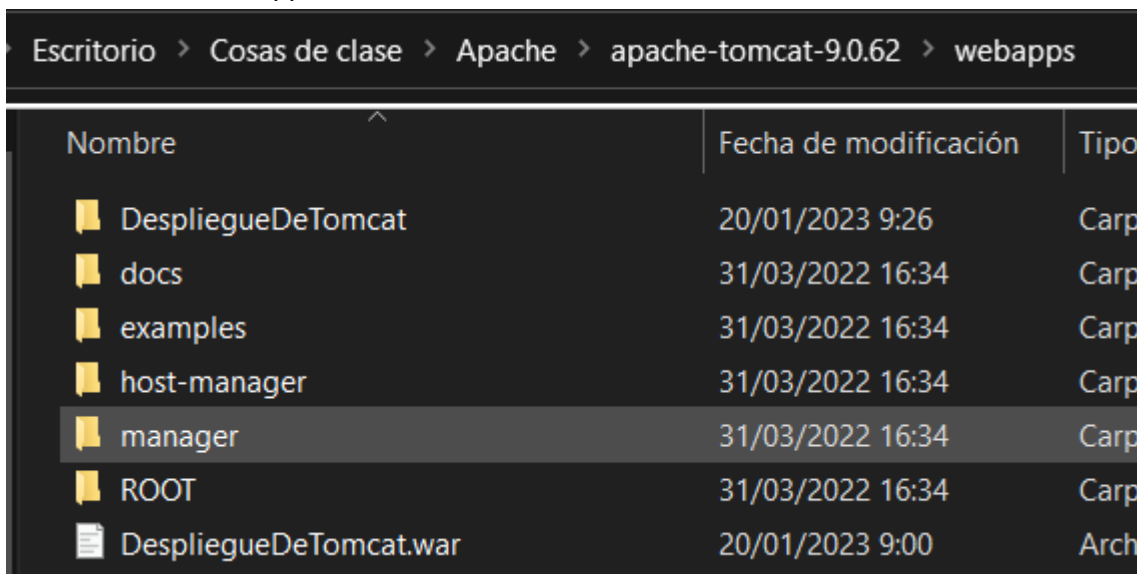 Escritorio > Cosas de clase > Apache > apache-tomcat-9.0.62 > webapps
Nombre Fecha de modificación Tipo
DespliegueDeTomcat 20/01/2023 9:26 Carp
docs 31/03/2022 16:34 Carp
examples 31/03/2022 16:34 Carp
host-manager 31/03/2022 16:34 Carp
manager 31/03/2022 16:34 Carp
ROOT 31/03/2022 16:34 Carp
DespliegueDeTomcat.war 20/01/2023 9:00 Arch